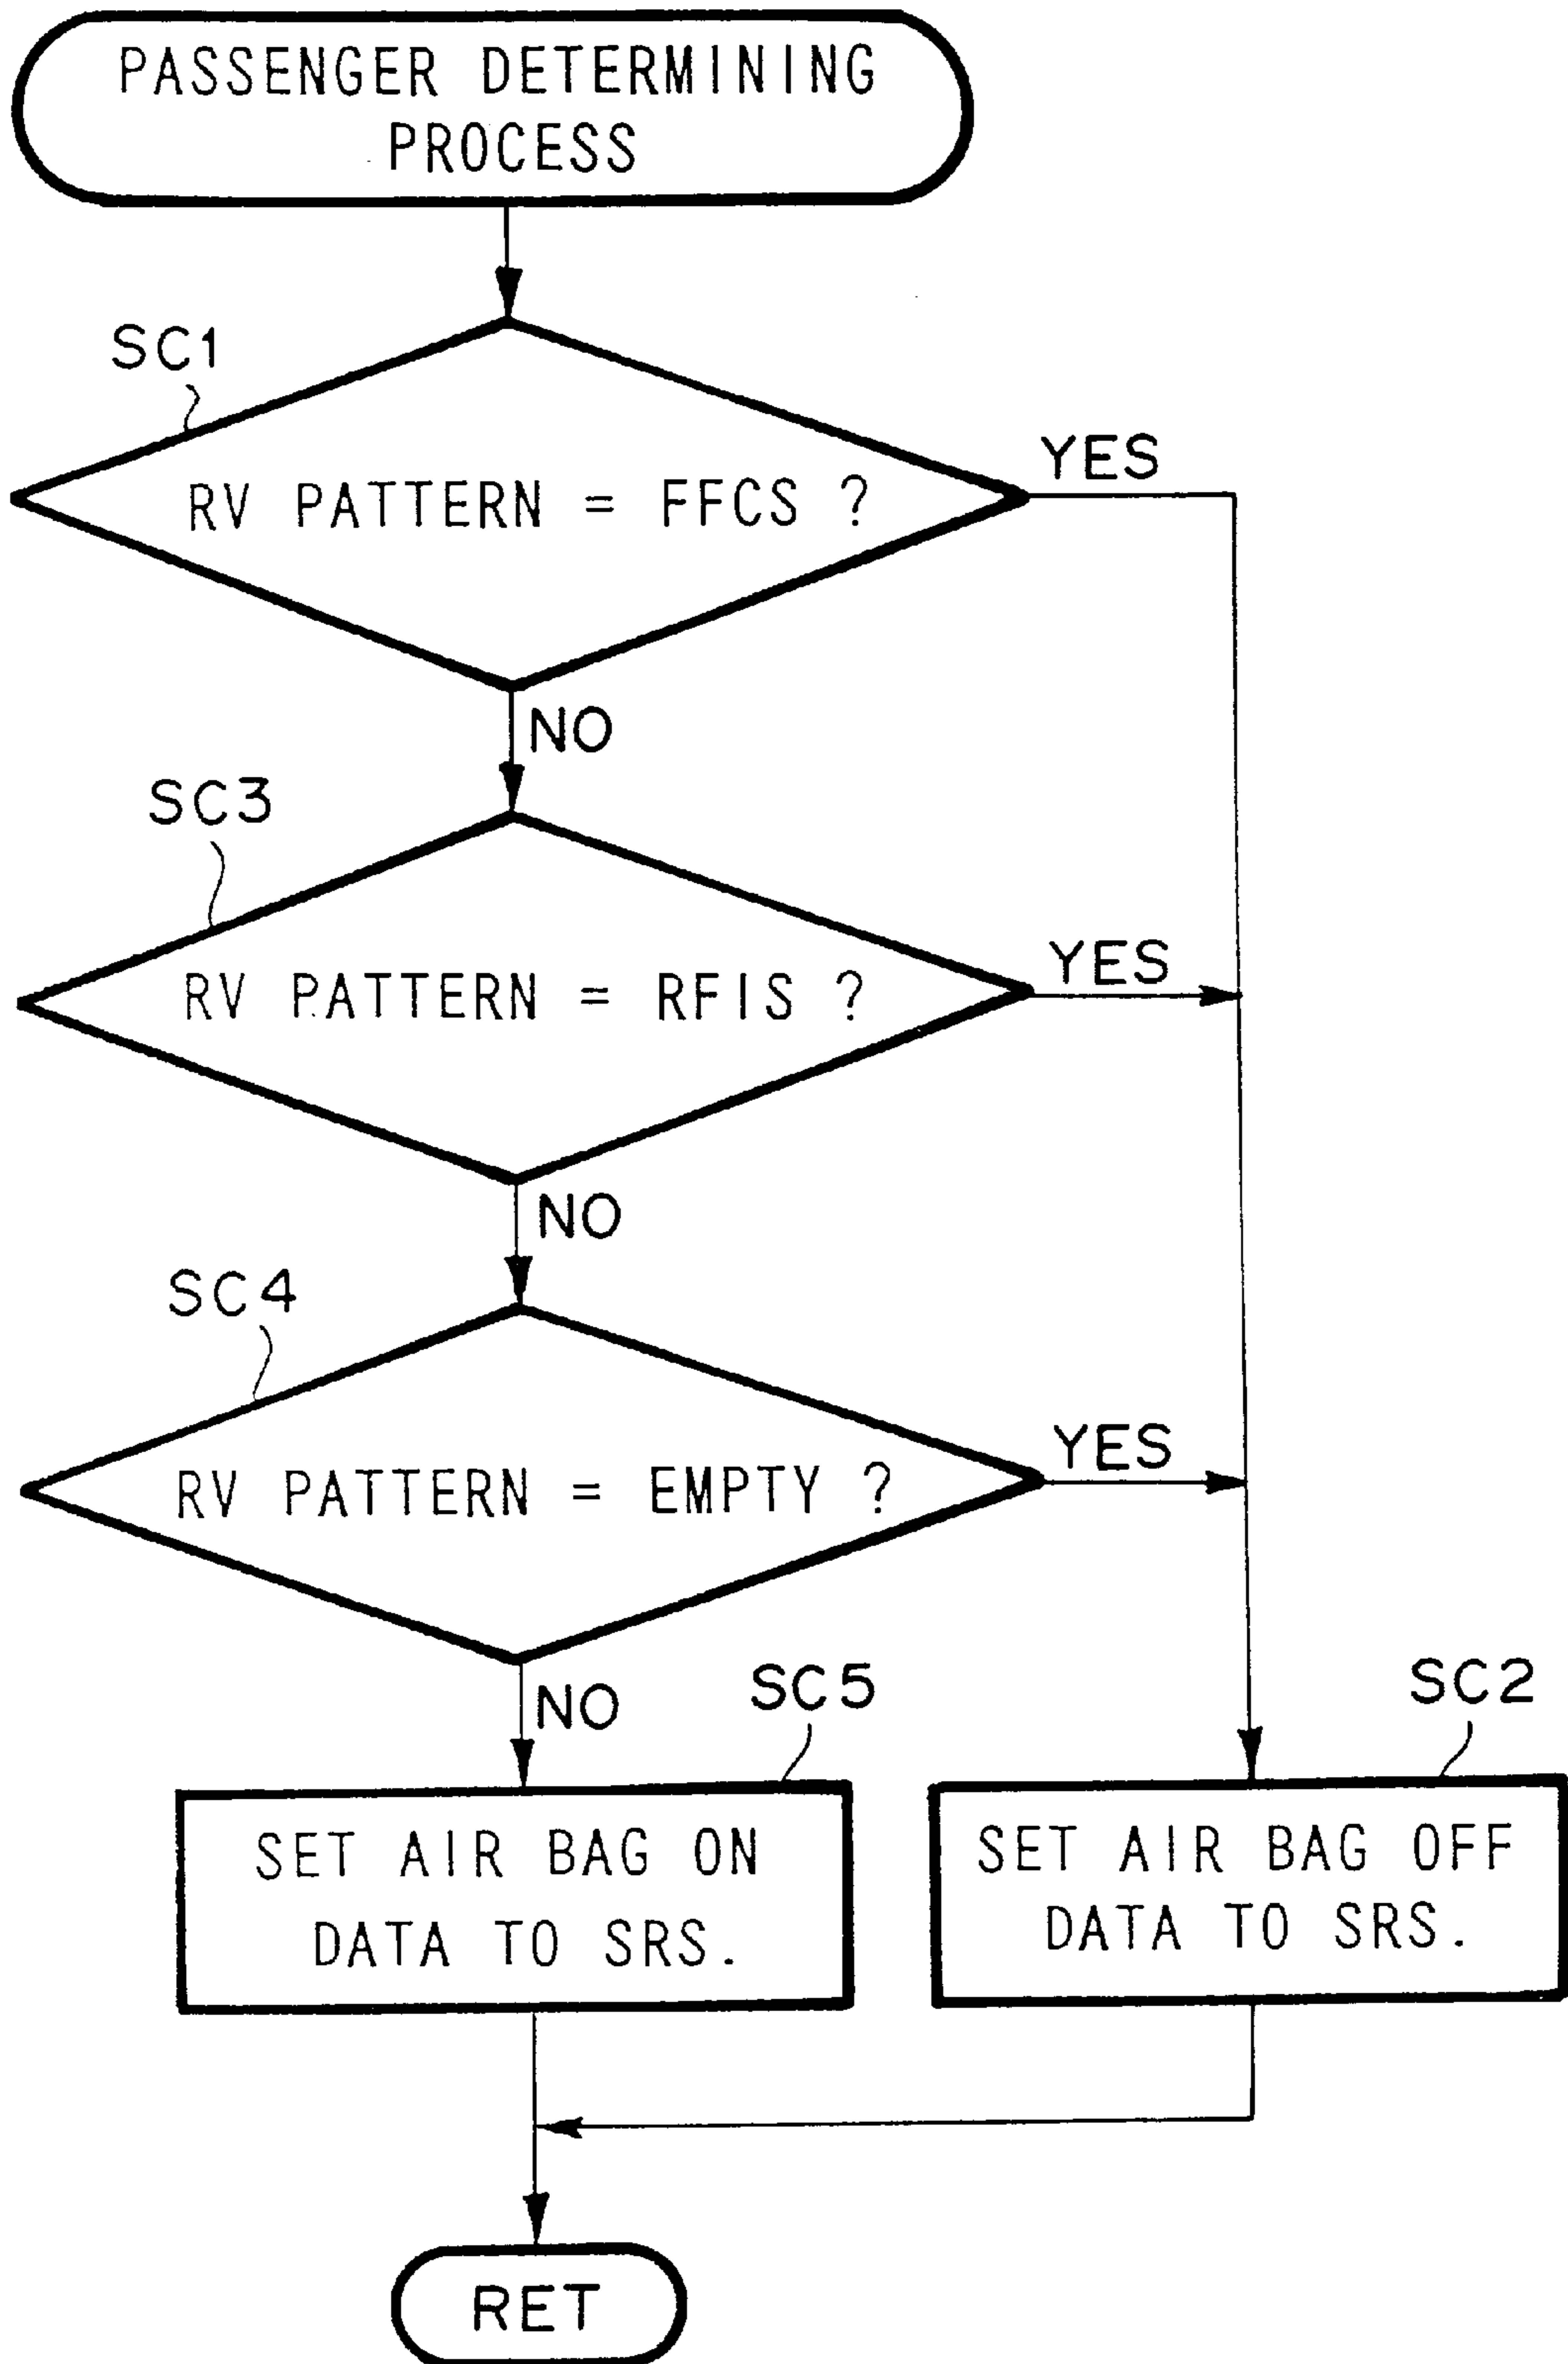 PASSENGER DETERMINING
PROCESS
SC1
RV PATTERN = FFCS ?
YES
NO
SC3
RV PATTERN = RFIS ?
YES
NO
SC4
RV PATTERN = EMPTY ?
YES
NO
SC5
SET AIR BAG ON
DATA TO SRS.
SC2
SET AIR BAG OFF
DATA TO SRS.
RET